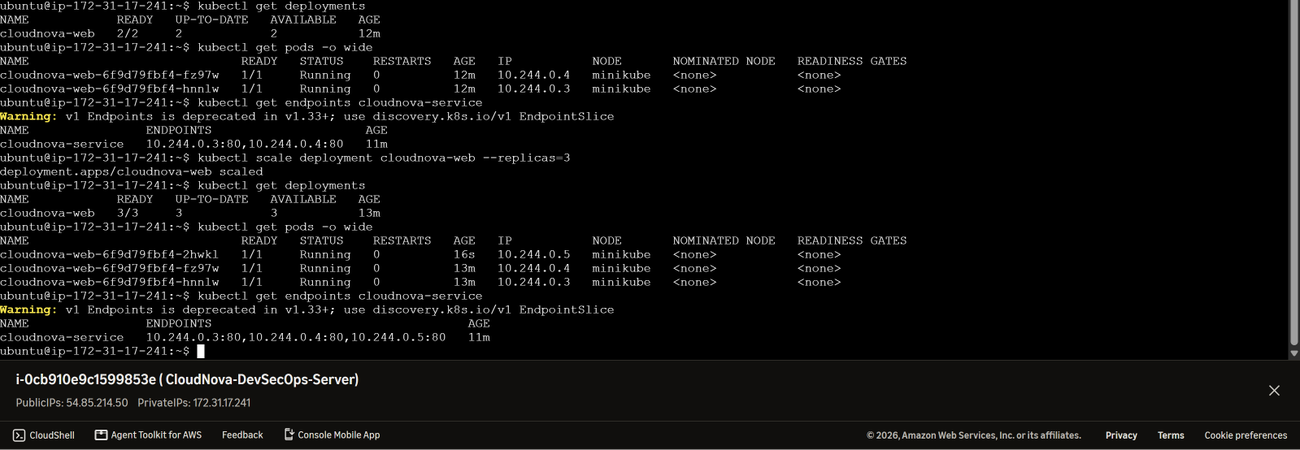 ubuntu@ip-172-31-17-241:~$ kubectl get deployments
NAME READY UP-TO-DATE AVAILABLE AGE
cloudnova-web 2/2 2 2 12m
ubuntu@ip-172-31-17-241:~$ kubectl get pods -o wide
NAME READY STATUS RESTARTS AGE IP NODE NOMINATED NODE READINESS GATES
cloudnova-web-6f9d79fbf4-fz97w 1/1 Running 0 12m 10.244.0.4 minikube <none> <none>
cloudnova-web-6f9d79fbf4-hnnlw 1/1 Running 0 12m 10.244.0.3 minikube <none> <none>
ubuntu@ip-172-31-17-241:~$ kubectl get endpoints cloudnova-service
Warning: v1 Endpoints is deprecated in v1.33+; use discovery.k8s.io/v1 EndpointSlice
NAME ENDPOINTS AGE
cloudnova-service 10.244.0.3:80,10.244.0.4:80 11m
ubuntu@ip-172-31-17-241:~$ kubectl scale deployment cloudnova-web --replicas=3
deployment.apps/cloudnova-web scaled
ubuntu@ip-172-31-17-241:~$ kubectl get deployments
NAME READY UP-TO-DATE AVAILABLE AGE
cloudnova-web 3/3 3 3 13m
ubuntu@ip-172-31-17-241:~$ kubectl get pods -o wide
NAME READY STATUS RESTARTS AGE IP NODE NOMINATED NODE READINESS GATES
cloudnova-web-6f9d79fbf4-2hwkl 1/1 Running 0 16s 10.244.0.5 minikube <none> <none>
cloudnova-web-6f9d79fbf4-fz97w 1/1 Running 0 13m 10.244.0.4 minikube <none> <none>
cloudnova-web-6f9d79fbf4-hnnlw 1/1 Running 0 13m 10.244.0.3 minikube <none> <none>
ubuntu@ip-172-31-17-241:~$ kubectl get endpoints cloudnova-service
Warning: v1 Endpoints is deprecated in v1.33+; use discovery.k8s.io/v1 EndpointSlice
NAME ENDPOINTS AGE
cloudnova-service 10.244.0.3:80,10.244.0.4:80,10.244.0.5:80 11m
ubuntu@ip-172-31-17-241:~$
i-0cb910e9c1599853e ( CloudNova-DevSecOps-Server)
PublicIPs: 54.85.214.50 PrivateIPs: 172.31.17.241
CloudShell Agent Toolkit for AWS Feedback Console Mobile App © 2026, Amazon Web Services, Inc. or its affiliates. Privacy Terms Cookie preferences